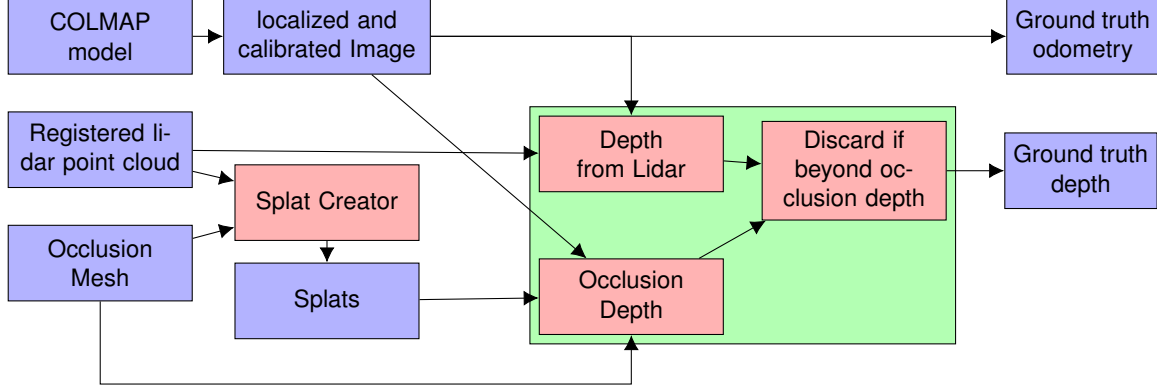 COLMAP
model
localized and
calibrated Image
Ground truth
odometry
Registered li-
dar point cloud
Depth
from Lidar
Discard if
beyond oc-
clusion depth
Ground truth
depth
Splat Creator
Occlusion
Mesh
Splats
Occlusion
Depth